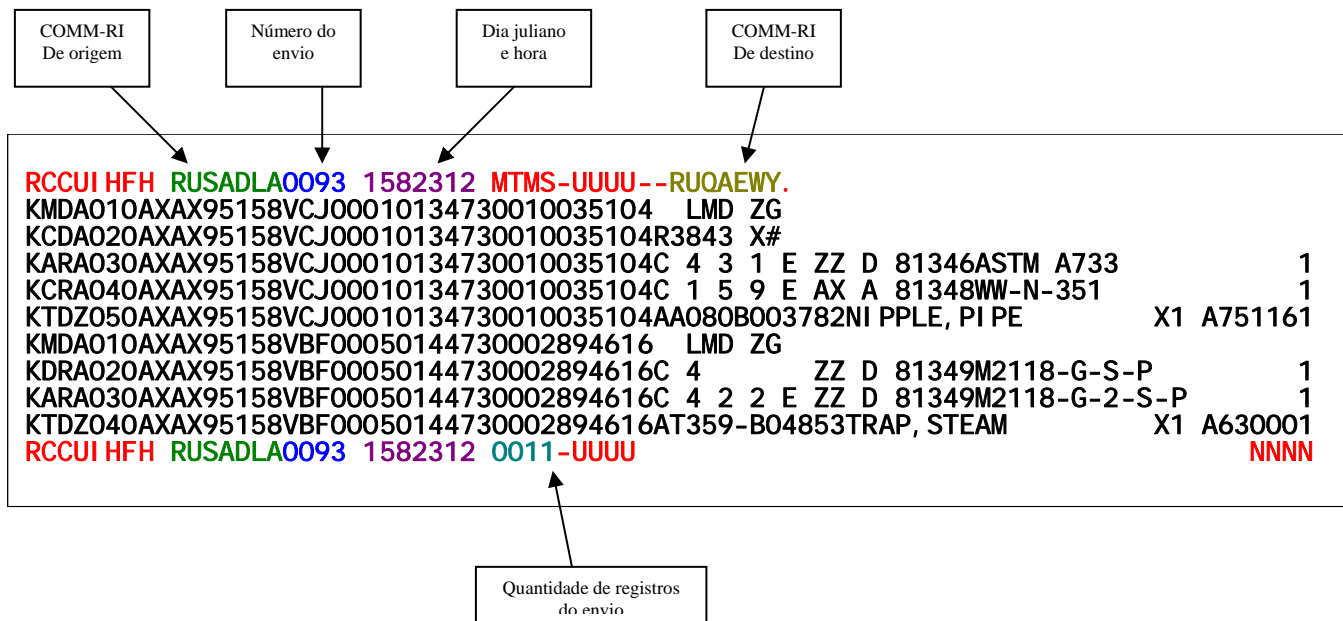 COMM-RI
De origem
Número do
envio
Dia juliano
e hora
COMM-RI
De destino
RCCUIHFH RUSADLA0093 1582312 MTMS-UUUU--RUQAEWY.
KMDA010AXAX95158VCJ00010134730010035104  LMD ZG
KCDA020AXAX95158VCJ00010134730010035104R3843 X#
KARA030AXAX95158VCJ00010134730010035104C 4 3 1 E ZZ D 81346ASTM A733           1
KCRA040AXAX95158VCJ00010134730010035104C 1 5 9 E AX A 81348WW-N-351            1
KTDZ050AXAX95158VCJ00010134730010035104AA080B003782NIPPLE,PIPE        X1 A751161
KMDA010AXAX95158VBF00050144730002894616  LMD ZG
KDRA020AXAX95158VBF00050144730002894616C 4       ZZ D 81349M2118-G-S-P         1
KARA030AXAX95158VBF00050144730002894616C 4 2 2 E ZZ D 81349M2118-G-2-S-P       1
KTDZ040AXAX95158VBF00050144730002894616AT359-B04853TRAP,STEAM         X1 A630001
RCCUIHFH RUSADLA0093 1582312 0011-UUUU                                   NNNN
Quantidade de registros
do envio